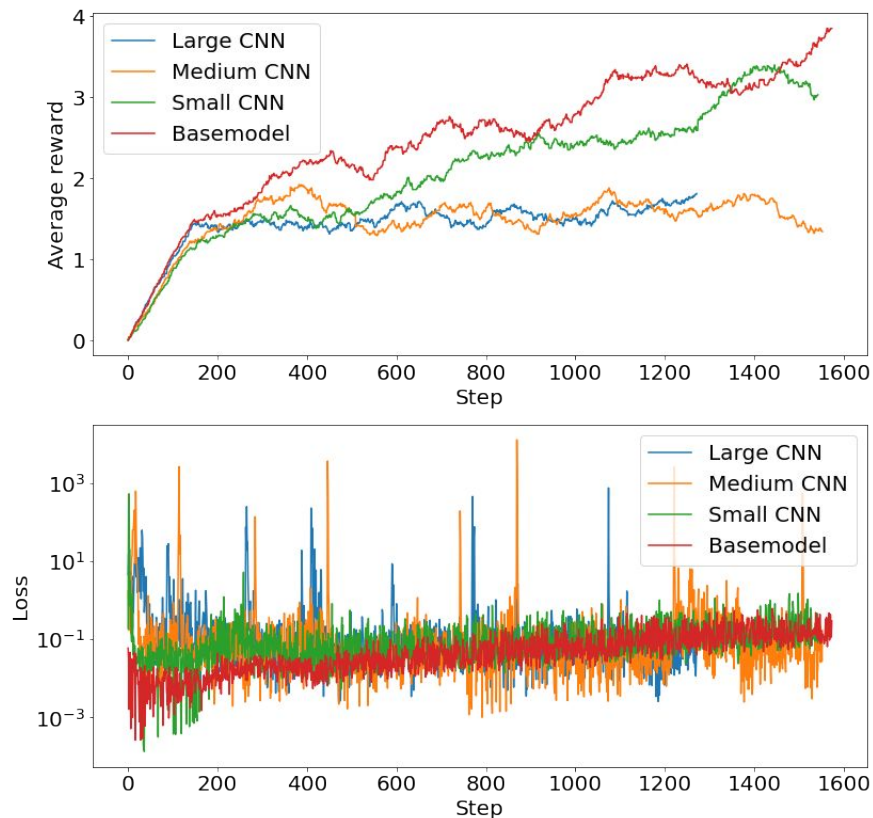 4
3
2
1
0
Average reward
Large CNN
Medium CNN
Small CNN
Basemodel
0 200 400 600 800 1000 1200 1400 1600
Step
10³
10¹
10⁻¹
10⁻³
Loss
Large CNN
Medium CNN
Small CNN
Basemodel
0 200 400 600 800 1000 1200 1400 1600
Step